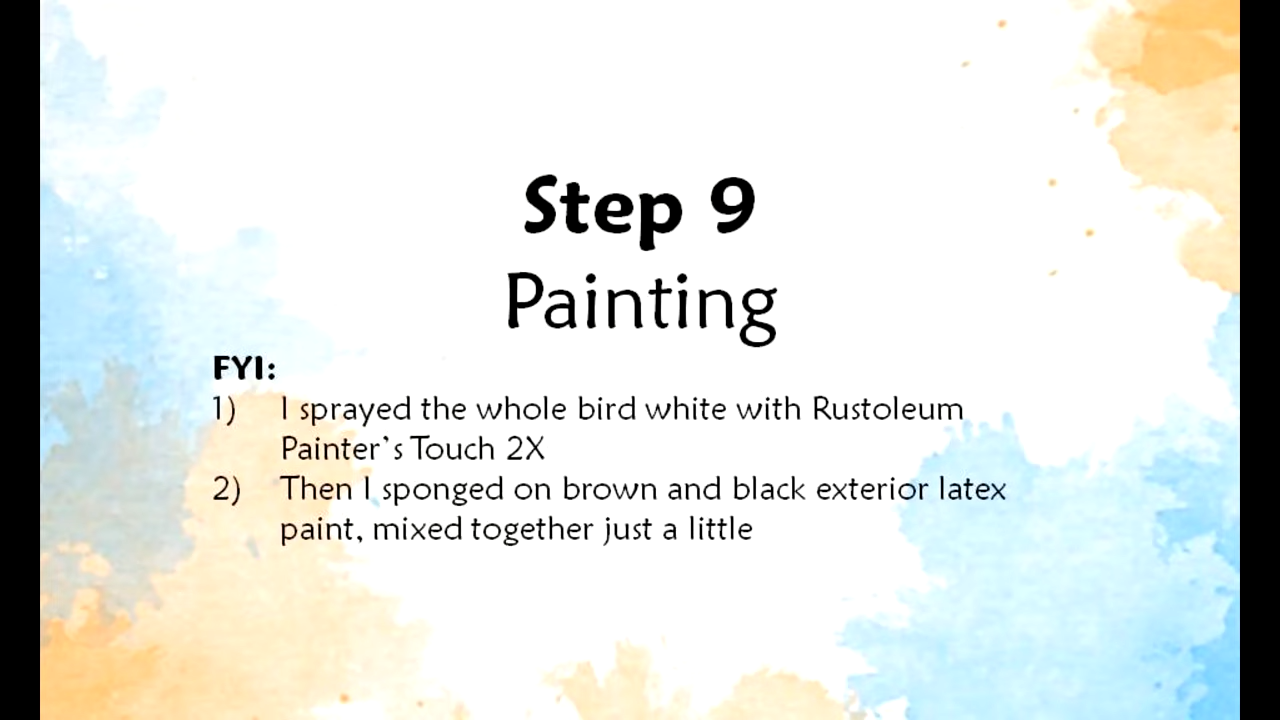 Step 9
Painting
FYI:
1) I sprayed the whole bird white with Rustoleum
Painter's Touch 2X
2) Then I sponged on brown and black exterior latex
paint, mixed together just a little